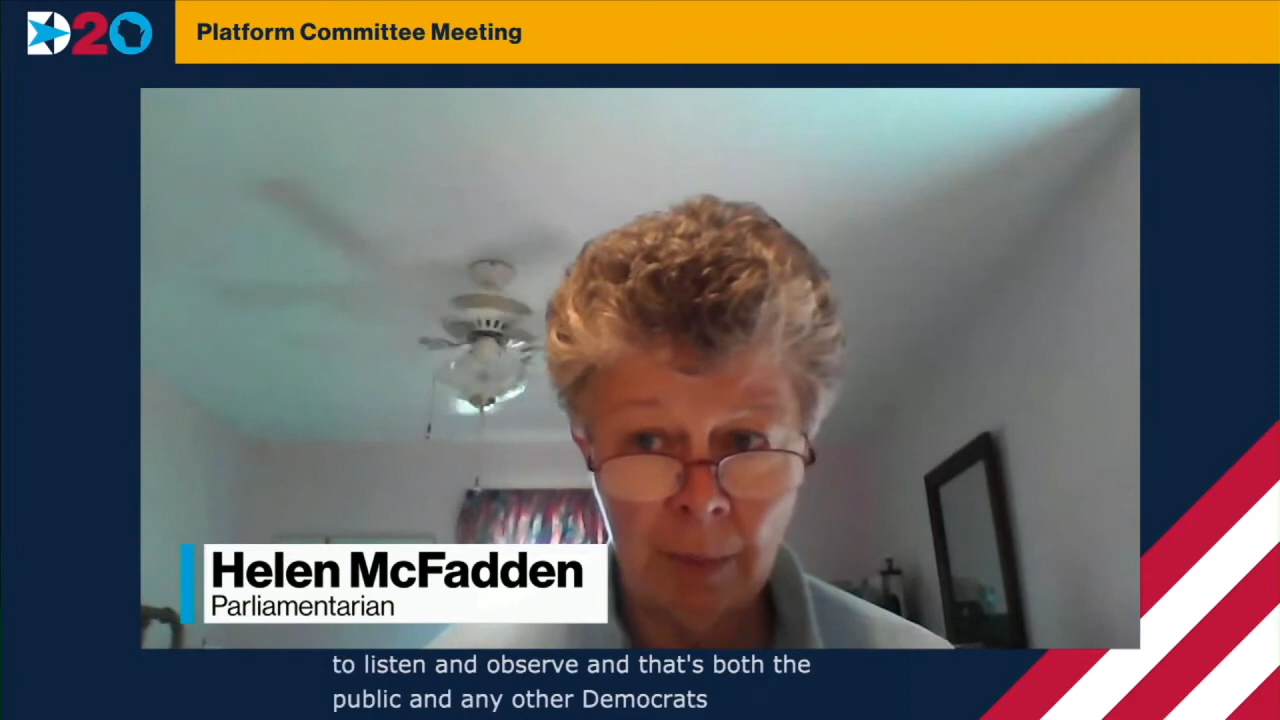 D20
Platform Committee Meeting
Helen McFadden
Parliamentarian
to listen and observe and that's both the
public and any other Democrats